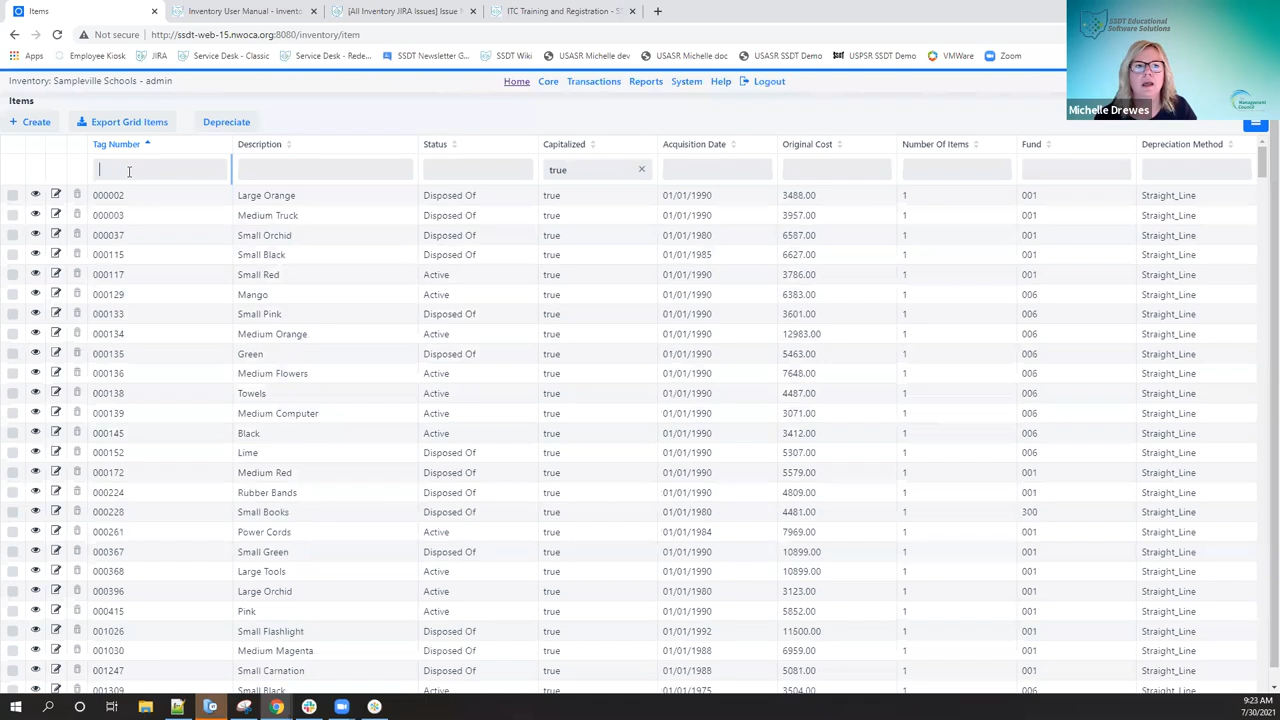 Items
Inventory User Manual - Invento
[All Inventory JIRA Issues] Issue
ITC Training and Registration - SS
Not secure | http://ssdt-web-15.nwoca.org:8080/inventory/item
Apps Employee Kiosk JIRA Service Desk - Classic Service Desk - Rede... SSDT Newsletter G... SSDT Wiki USASR Michelle dev USASR Michelle doc USASR SSDT Demo USPSR SSDT Demo VMWare Zoom
SSDT Educational
Software Solutions
Management
Council
Michelle Drewes
Inventory: Sampleville Schools - admin Home Core Transactions Reports System Help Logout
Items
+ Create Export Grid Items Depreciate
Tag Number Description Status Capitalized Acquisition Date Original Cost Number Of Items Fund Depreciation Method
true
000002 Large Orange Disposed Of true 01/01/1990 3488.00 1 001 Straight_Line
000003 Medium Truck Disposed Of true 01/01/1990 3957.00 1 001 Straight_Line
000037 Small Orchid Disposed Of true 01/01/1980 6587.00 1 001 Straight_Line
000115 Small Black Disposed Of true 01/01/1985 6627.00 1 001 Straight_Line
000117 Small Red Active true 01/01/1990 3786.00 1 001 Straight_Line
000129 Mango Active true 01/01/1990 6383.00 1 006 Straight_Line
000133 Small Pink Disposed Of true 01/01/1990 3601.00 1 006 Straight_Line
000134 Medium Orange Active true 01/01/1990 12983.00 1 006 Straight_Line
000135 Green Disposed Of true 01/01/1990 5463.00 1 006 Straight_Line
000136 Medium Flowers Active true 01/01/1990 7648.00 1 006 Straight_Line
000138 Towels Active true 01/01/1990 4487.00 1 006 Straight_Line
000139 Medium Computer Active true 01/01/1990 3071.00 1 006 Straight_Line
000145 Black Active true 01/01/1990 3412.00 1 006 Straight_Line
000152 Lime Disposed Of true 01/01/1990 5307.00 1 006 Straight_Line
000172 Medium Red Active true 01/01/1990 5579.00 1 001 Straight_Line
000224 Rubber Bands Disposed Of true 01/01/1990 4809.00 1 001 Straight_Line
000228 Small Books Disposed Of true 01/01/1980 4481.00 1 300 Straight_Line
000261 Power Cords Active true 01/01/1984 7969.00 1 001 Straight_Line
000367 Small Green Disposed Of true 01/01/1990 10899.00 1 001 Straight_Line
000368 Large Tools Active true 01/01/1990 10899.00 1 001 Straight_Line
000396 Large Orchid Active true 01/01/1980 3123.00 1 001 Straight_Line
000415 Pink Active true 01/01/1990 5852.00 1 001 Straight_Line
001026 Small Flashlight Disposed Of true 01/01/1992 11500.00 1 001 Straight_Line
001030 Medium Magenta Disposed Of true 01/01/1988 6959.00 1 001 Straight_Line
001247 Small Carnation Disposed Of true 01/01/1988 5081.00 1 001 Straight_Line
001309 Small Black Active true 01/01/1975 3504.00 1 006 Straight_Line
9:23 AM
7/30/2021